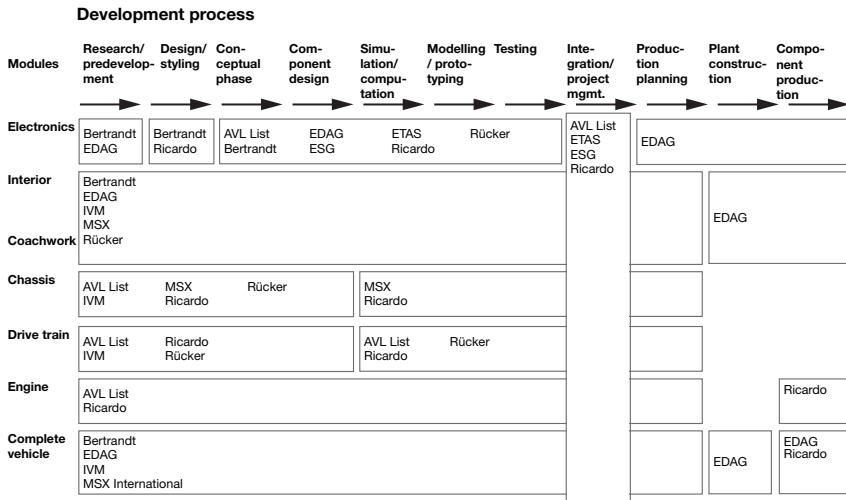 Development process
Modules
Research/
predevelop-
ment
Design/
styling
Con-
ceptual
phase
Com-
ponent
design
Simu-
lation/
compu-
tation
Modelling
/ proto-
typing
Testing
Inte-
gration/
project
mgmt.
Produc-
tion
planning
Plant
construc-
tion
Compo-
nent
production
Electronics
Bertrandt
EDAG
Bertrandt
Ricardo
AVL List
Bertrandt
EDAG
ESG
ETAS
Ricardo
Rücker
AVL List
ETAS
ESG
Ricardo
EDAG
Interior
Coachwork
Bertrandt
EDAG
IVM
MSX
Rücker
EDAG
Chassis
AVL List
IVM
MSX
Ricardo
Rücker
MSX
Ricardo
Drive train
AVL List
IVM
Ricardo
Rücker
AVL List
Ricardo
Rücker
Engine
AVL List
Ricardo
Ricardo
Complete
vehicle
Bertrandt
EDAG
IVM
MSX International
EDAG
EDAG
Ricardo